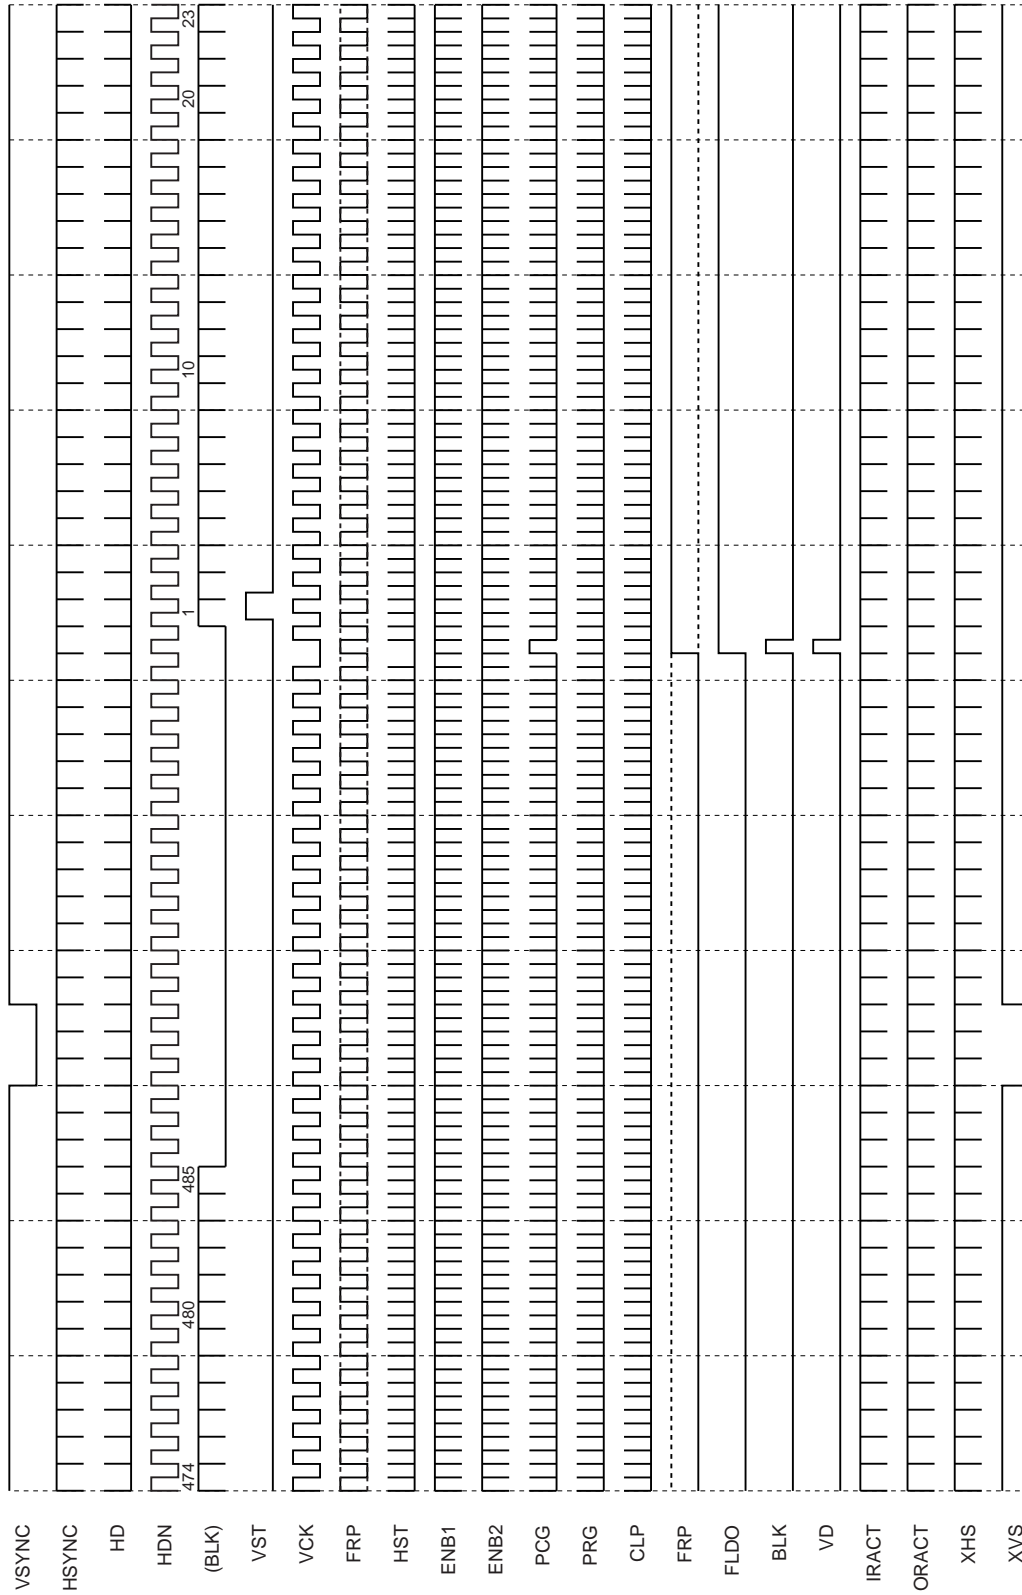 VSYNC
HSYNC
HD
HDN
(BLK)
474
480
485
1
10
20
23
VST
VCK
FRP
HST
ENB1
ENB2
PCG
PRG
CLP
FRP
FLDO
BLK
VD
IRACT
ORACT
XHS
XVS